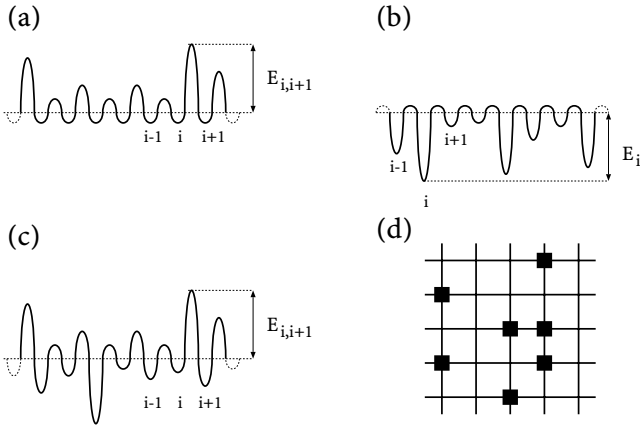 (a)
E_{i,i+1}
i-1 i i+1
(b)
i-1 i+1
E_i
i
(c)
E_{i,i+1}
i-1 i i+1
(d)